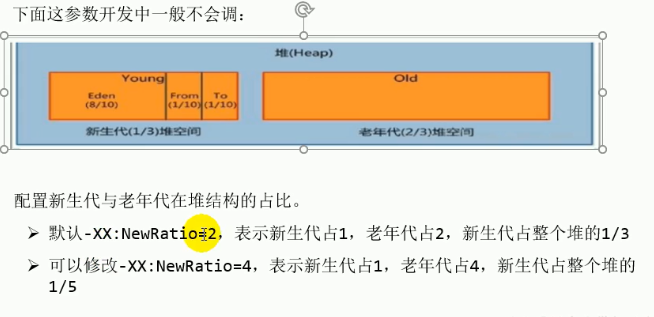 下面这参数开发中一般不会调：
堆(Heap)
Young
Eden
(8/10)
From
(1/10)
To
(1/10)
Old
新生代(1/3)堆空间
老年代(2/3)堆空间
配置新生代与老年代在堆结构的占比。
➢ 默认-XX:NewRatio=2，表示新生代占1，老年代占2，新生代占整个堆的1/3
➢ 可以修改-XX:NewRatio=4，表示新生代占1，老年代占4，新生代占整个堆的
1/5